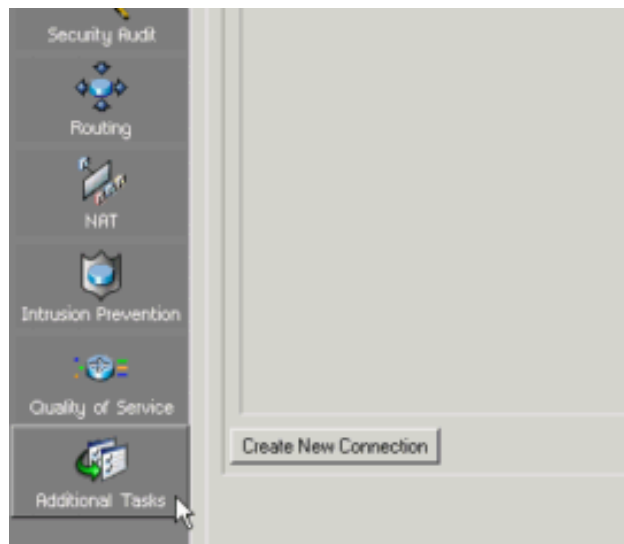 Security Audit
Routing
NAT
Intrusion Prevention
Quality of Service
Create New Connection
Additional Tasks